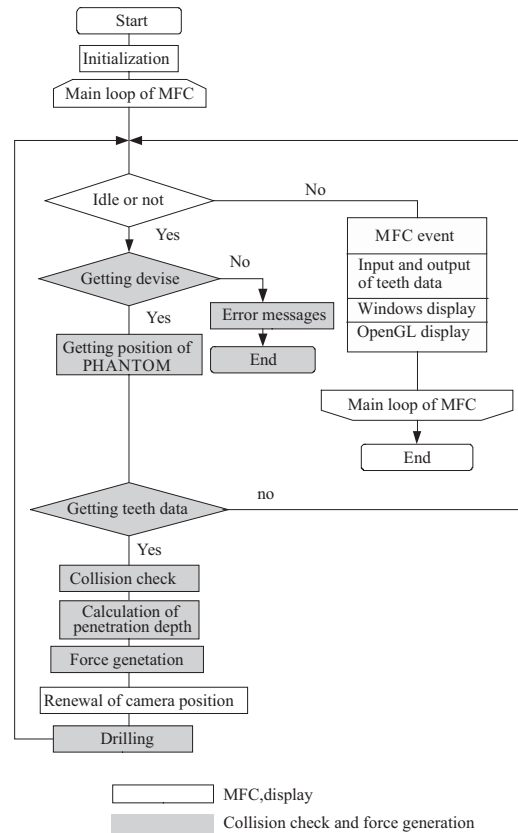 Start
Initialization
Main loop of MFC
Idle or not
No
Yes
MFC event
Input and output
of teeth data
Windows display
OpenGL display
Main loop of MFC
End
Getting devise
No
Yes
Error messages
End
Getting position of
PHANTOM
Getting teeth data
no
Yes
Collision check
Calculation of
penetration depth
Force genetation
Renewal of camera position
Drilling
MFC,display
Collision check and force generation